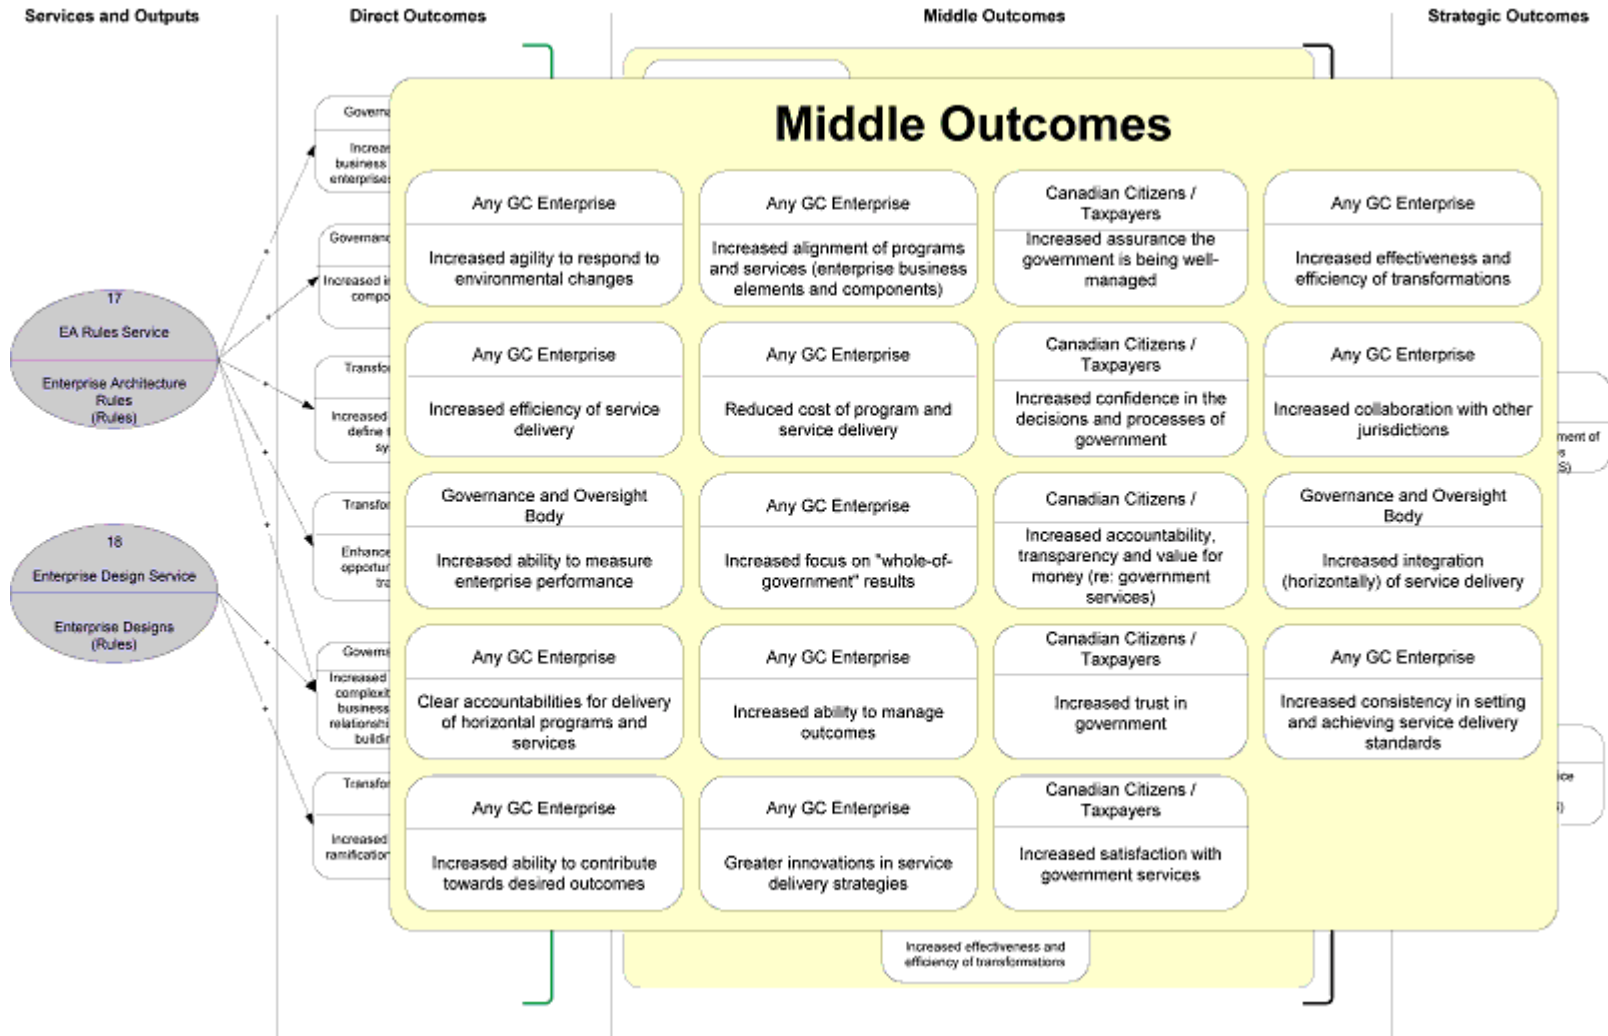 Services and Outputs
Direct Outcomes
Middle Outcomes
Strategic Outcomes
17
EA Rules Service
Enterprise Architecture
Rules
(Rules)
18
Enterprise Design Service
Enterprise Designs
(Rules)
Increased
define
Enhance
Increased
business
Increased
Middle Outcomes
Any GC Enterprise
Increased agility to respond to
environmental changes
Any GC Enterprise
Increased alignment of programs
and services (enterprise business
elements and components)
Canadian Citizens /
Taxpayers
Increased assurance the
government is being well-
managed
Any GC Enterprise
Increased effectiveness and
efficiency of transformations
Any GC Enterprise
Increased efficiency of service
delivery
Any GC Enterprise
Reduced cost of program and
service delivery
Canadian Citizens /
Taxpayers
Increased confidence in the
decisions and processes of
government
Any GC Enterprise
Increased collaboration with other
jurisdictions
Governance and Oversight
Body
Increased ability to measure
enterprise performance
Any GC Enterprise
Increased focus on "whole-of-
government" results
Canadian Citizens /
Increased accountability,
transparency and value for
money (re: government
services)
Governance and Oversight
Body
Increased integration
(horizontally) of service delivery
Any GC Enterprise
Clear accountabilities for delivery
of horizontal programs and
services
Any GC Enterprise
Increased ability to manage
outcomes
Canadian Citizens /
Taxpayers
Increased trust in
government
Any GC Enterprise
Increased consistency in setting
and achieving service delivery
standards
Any GC Enterprise
Increased ability to contribute
towards desired outcomes
Any GC Enterprise
Greater innovations in service
delivery strategies
Canadian Citizens /
Taxpayers
Increased satisfaction with
government services
Increased effectiveness and
efficiency of transformations